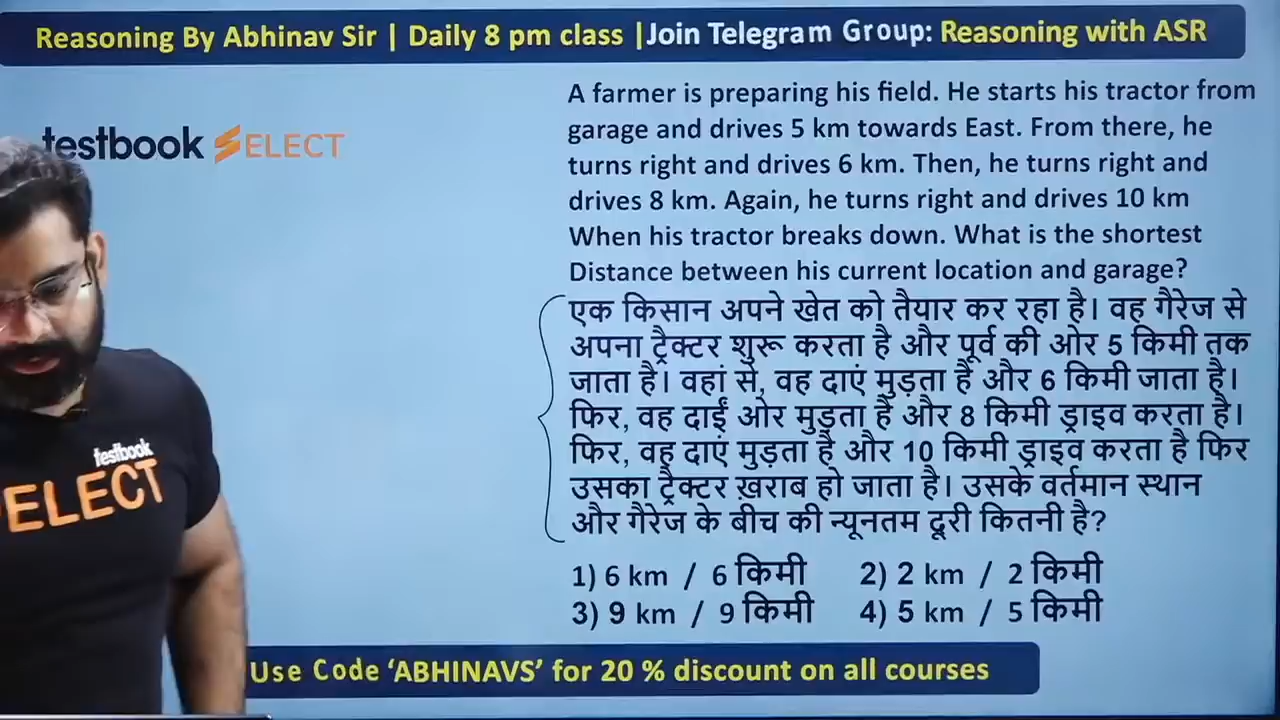 Reasoning By Abhinav Sir | Daily 8 pm class |Join Telegram Group: Reasoning with ASR
testbook SELECT
A farmer is preparing his field. He starts his tractor from
garage and drives 5 km towards East. From there, he
turns right and drives 6 km. Then, he turns right and
drives 8 km. Again, he turns right and drives 10 km
When his tractor breaks down. What is the shortest
Distance between his current location and garage?
एक किसान अपने खेत को तैयार कर रहा है। वह गैरेज से
अपना ट्रैक्टर शुरू करता है और पूर्व की ओर 5 किमी तक
जाता है। वहां से, वह दाएं मुड़ता है और 6 किमी जाता है।
फिर, वह दाईं ओर मुड़ता है और 8 किमी ड्राइव करता है।
फिर, वह दाएं मुड़ता है और 10 किमी ड्राइव करता है फिर
उसका ट्रैक्टर ख़राब हो जाता है। उसके वर्तमान स्थान
और गैरेज के बीच की न्यूनतम दूरी कितनी है?
1) 6 km / 6 किमी 2) 2 km / 2 किमी
3) 9 km / 9 किमी 4) 5 km / 5 किमी
testbook
ELECT
Use Code ‘ABHINAVS’ for 20 % discount on all courses